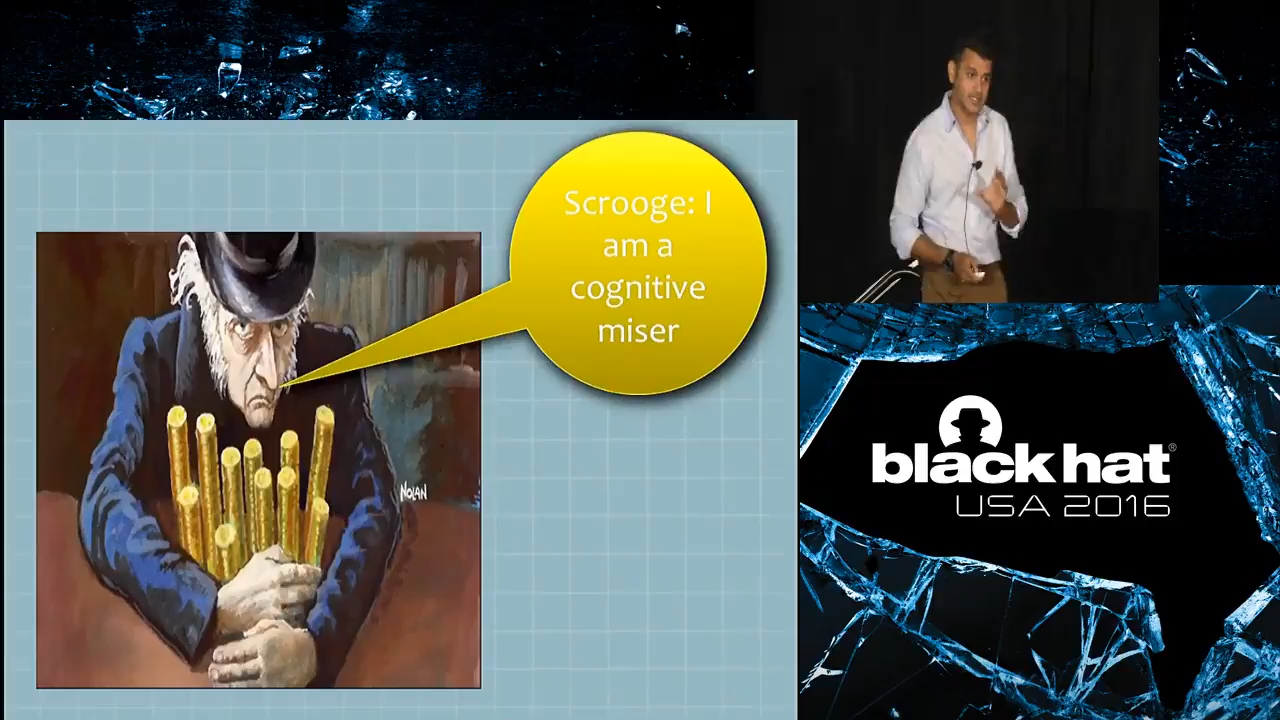 Scrooge: I
am a
cognitive
miser
NOLAN
black hat®
USA 2016